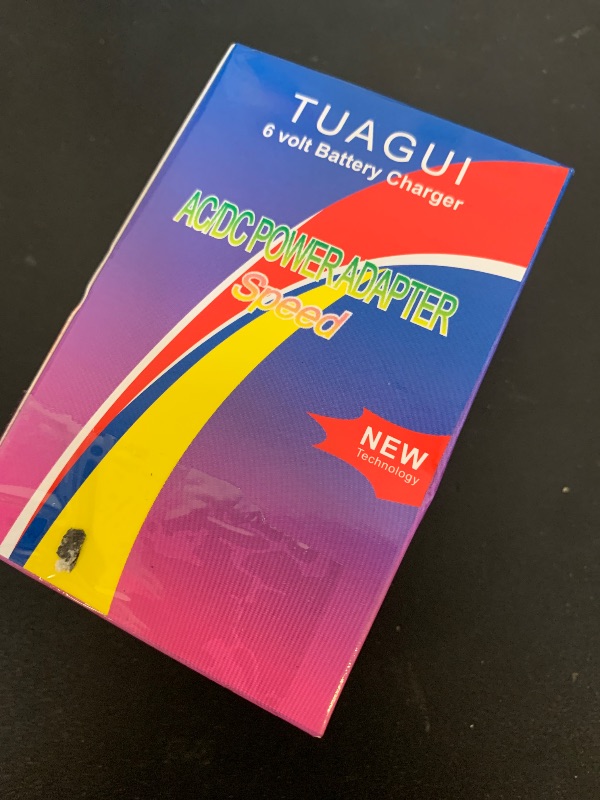 TUAGUI
6 volt Battery Charger
AC/DC POWER ADAPTER
Speed
NEW
Technology